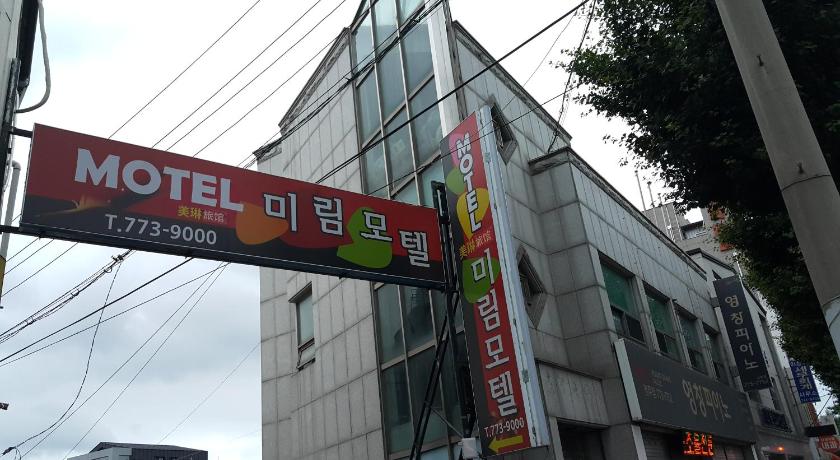 MOTEL
美琳旅馆
T.773-9000
미림모텔
MOTEL
美琳旅馆
미림모텔
T.773-9000
영창피아노
영창피아노